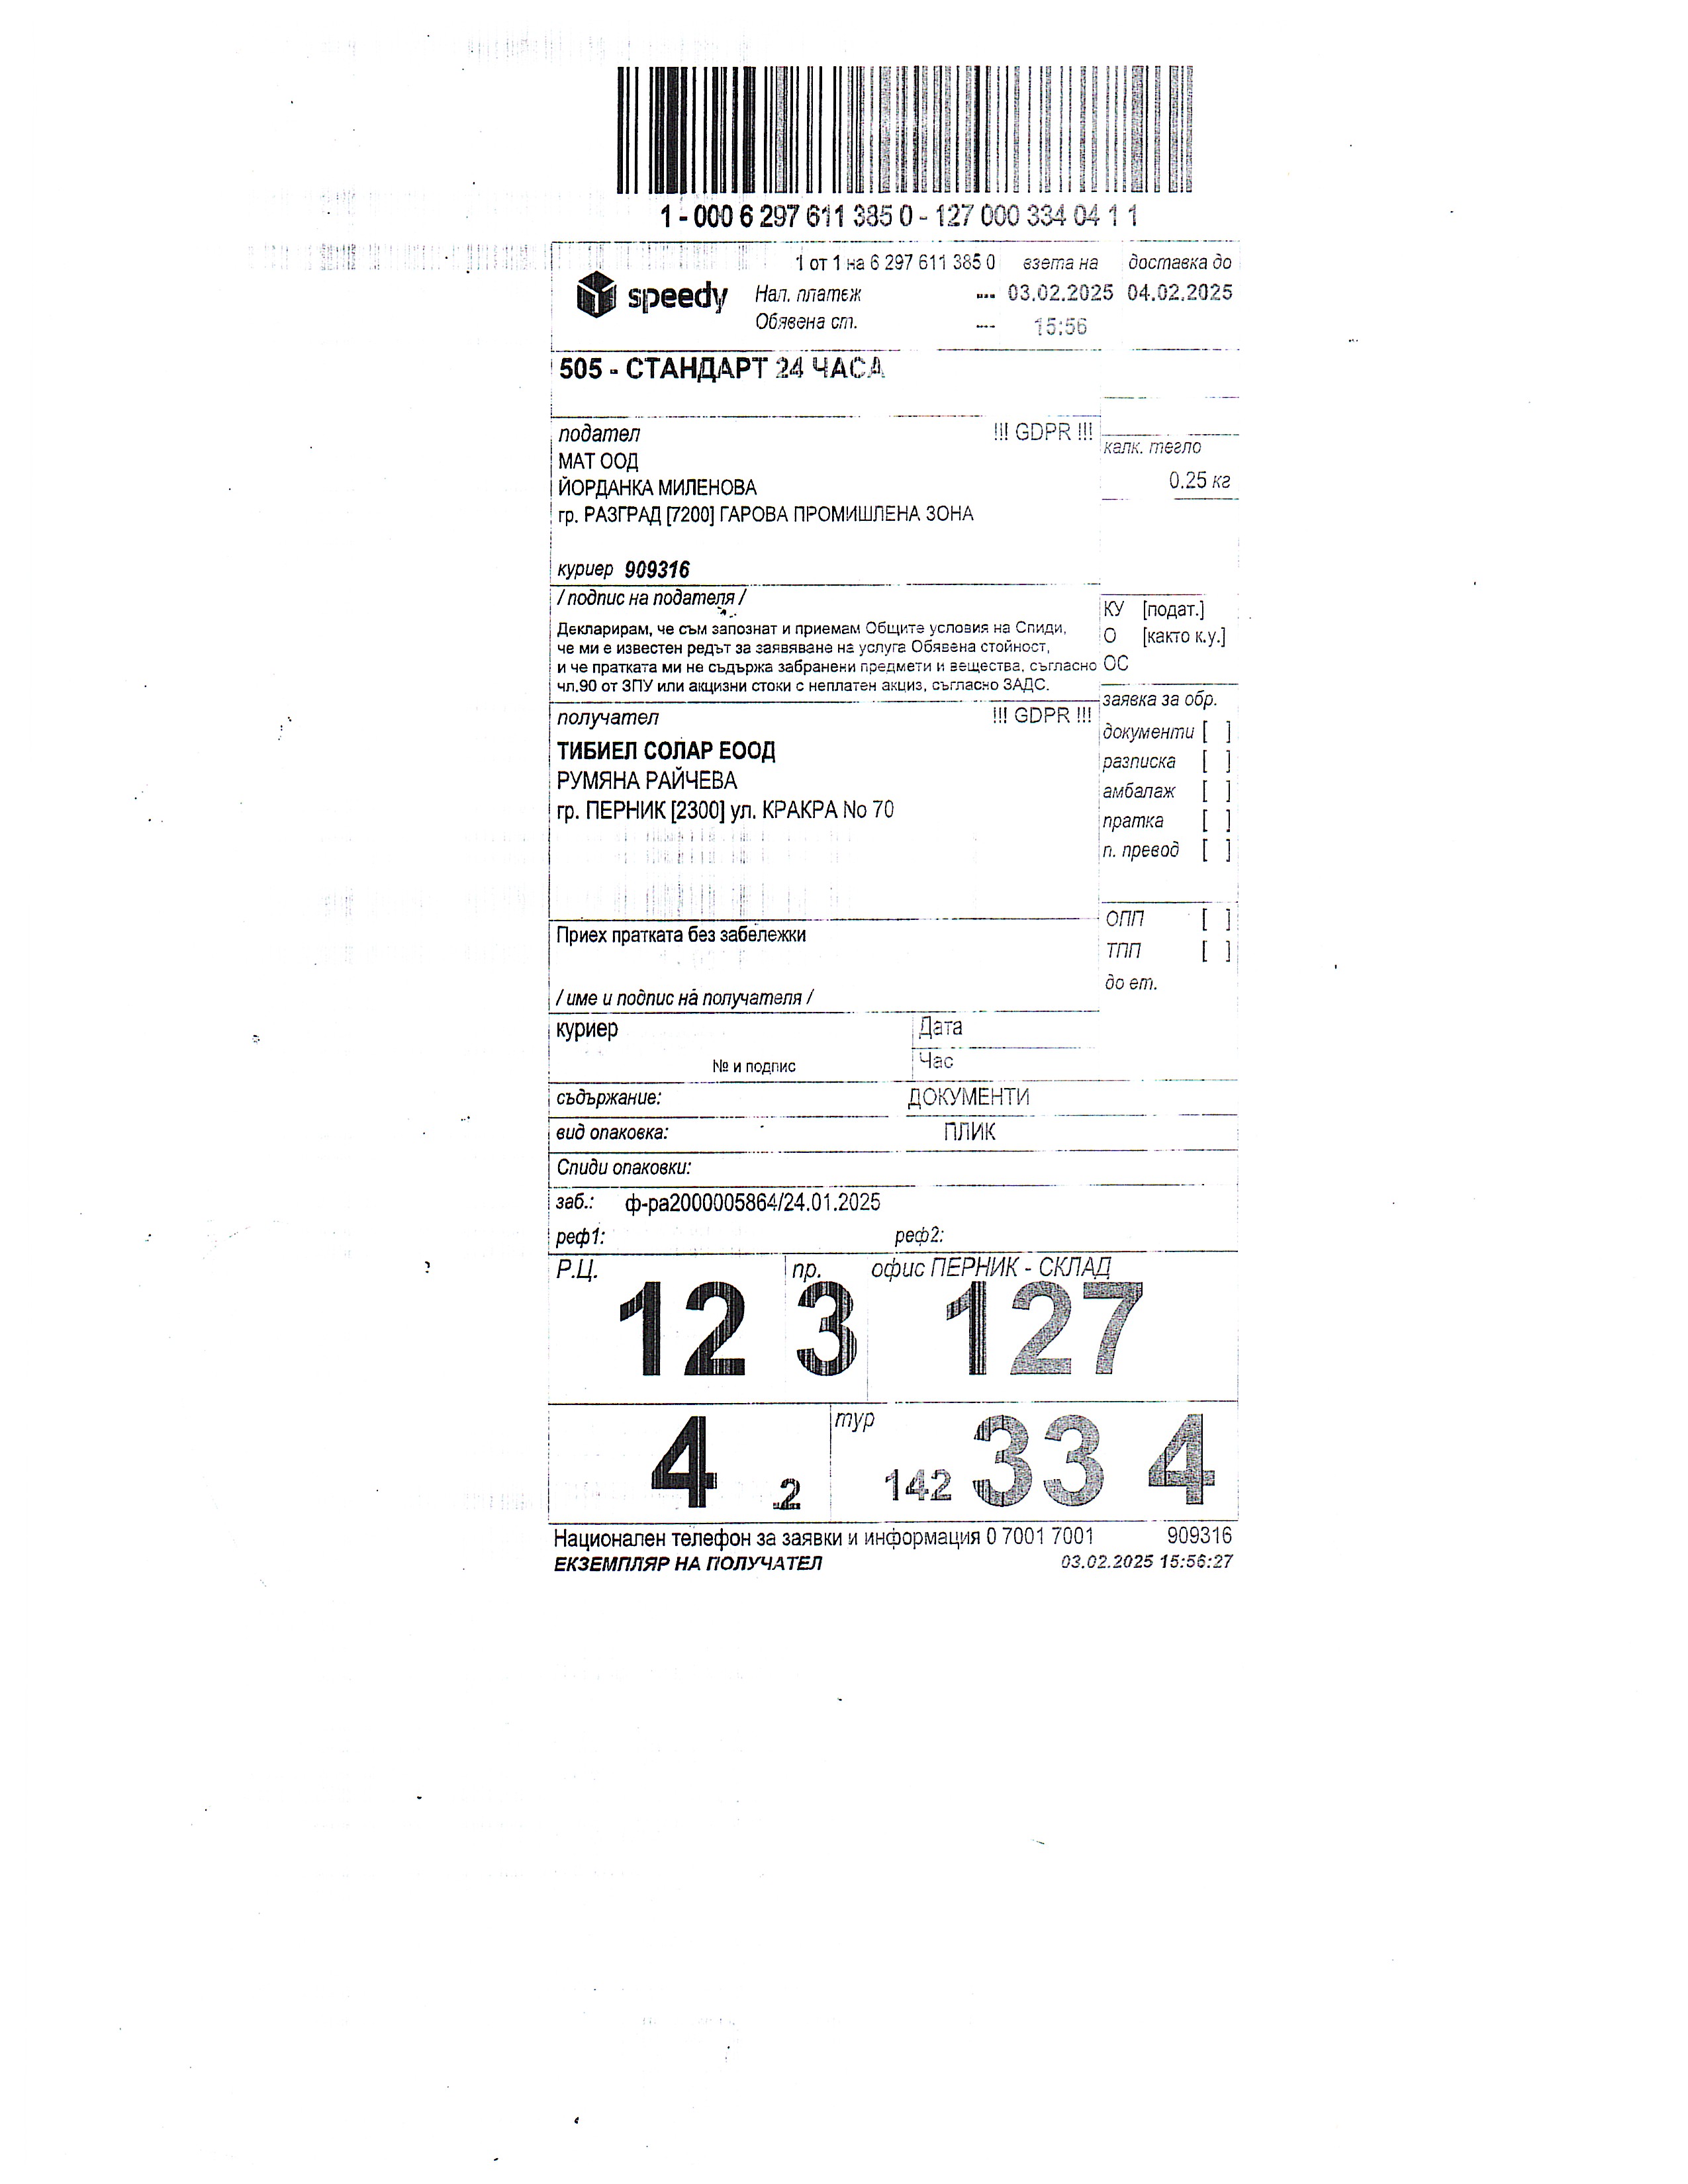 1 - 000 6 297 611 385 0 - 127 000 334 04 1 1
1 от 1 на 6 297 611 385 0 взета на доставка до
speedy Нал. платеж --- 03.02.2025 04.02.2025
Обявена ст. --- 15:56
505 - СТАНДАРТ 24 ЧАСА
подател !!! GDPR !!!
калк. тегло
МАТ ООД
0.25 кг
ЙОРДАНКА МИЛЕНОВА
гр. РАЗГРАД [7200] ГАРОВА ПРОМИШЛЕНА ЗОНА
куриер 909316
/ подпис на подателя /
КУ [подат.]
О [както к.у.]
ОС
Декларирам, че съм запознат и приемам Общите условия на Спиди,
че ми е известен редът за заявяване на услуга Обявена стойност,
и че пратката ми не съдържа забранени предмети и вещества, съгласно
чл.90 от ЗПУ или акцизни стоки с неплатен акциз, съгласно ЗАДС.
заявка за обр.
документи [ ]
разписка [ ]
амбалаж [ ]
пратка [ ]
п. превод [ ]
получател !!! GDPR !!!
ТИБИЕЛ СОЛАР ЕООД
РУМЯНА РАЙЧЕВА
гр. ПЕРНИК [2300] ул. КРАКРА No 70
ОПП [ ]
ТПП [ ]
до ет.
Приех пратката без забележки
/ име и подпис на получателя /
куриер Дата
№ и подпис Час
съдържание: ДОКУМЕНТИ
вид опаковка: ПЛИК
Спиди опаковки:
заб.: ф-ра2000005864/24.01.2025
реф1: реф2:
Р.Ц. пр. офис ПЕРНИК - СКЛАД
12 3 127
тур
4 .2 142 33 4
Национален телефон за заявки и информация 0 7001 7001 909316
ЕКЗЕМПЛЯР НА ПОЛУЧАТЕЛ 03.02.2025 15:56:27